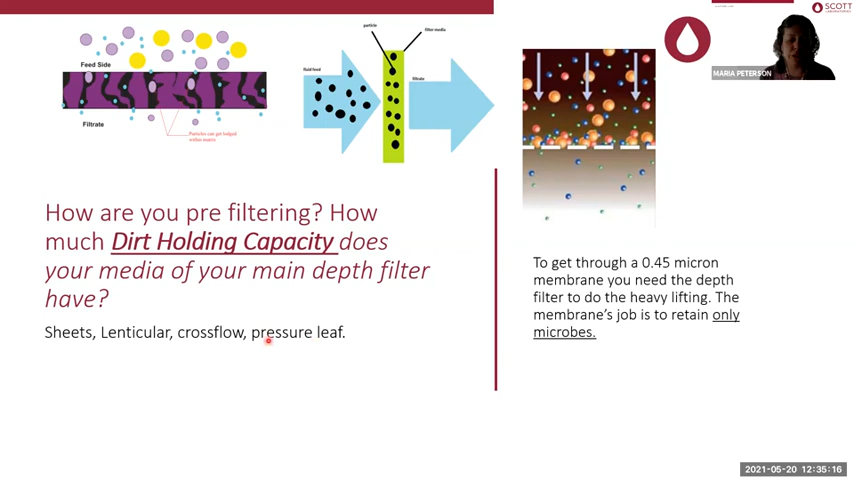 SCOTT
LABORATORIES
particle
filter media
Feed Side
fluid feed
filtrate
MARIA PETERSON
Filtrate
Particles can get lodged
within matrix
How are you pre filtering? How
much Dirt Holding Capacity does
your media of your main depth filter
have?
Sheets, Lenticular, crossflow, pressure leaf.
To get through a 0.45 micron
membrane you need the depth
filter to do the heavy lifting. The
membrane's job is to retain only
microbes.
2021-05-20 12:35:16